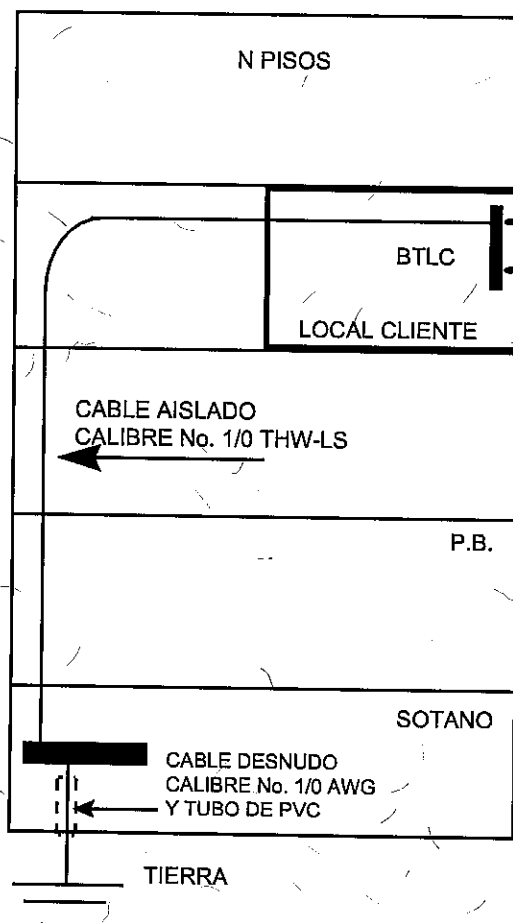 N PISOS
BTLC
LOCAL CLIENTE
CABLE AISLADO
CALIBRE No. 1/0 THW-LS
P.B.
SOTANO
CABLE DESNUDO
CALIBRE No. 1/0 AWG
Y TUBO DE PVC
TIERRA